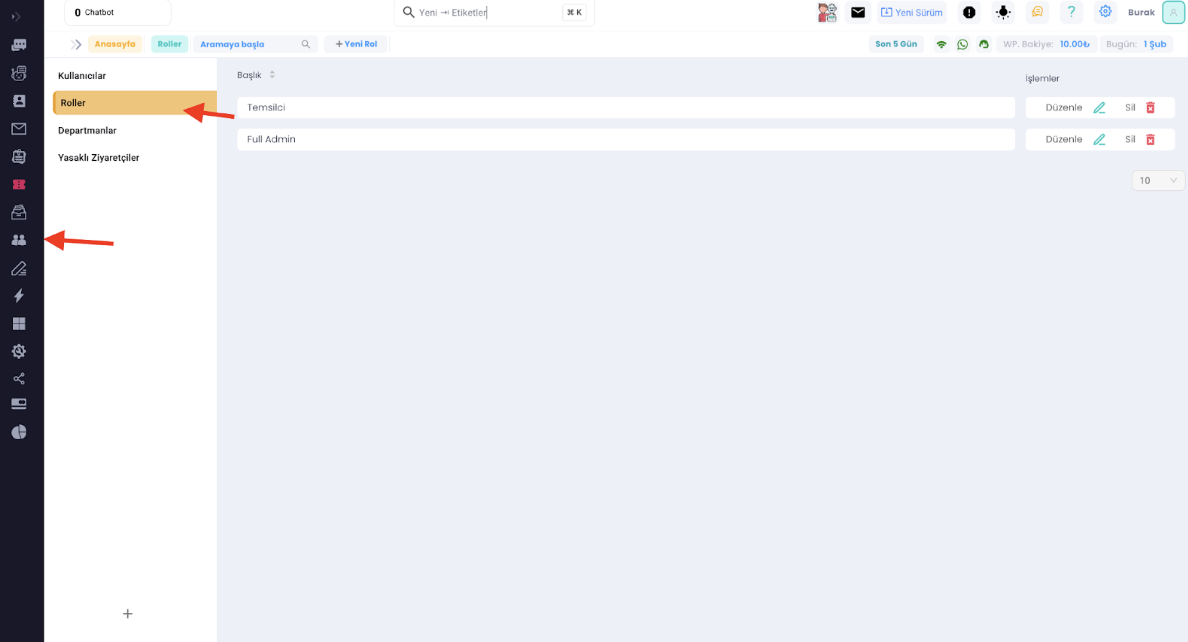 0 Chatbot
Yeni ⇥ Etiketler
⌘ K
Yeni Sürüm
?
Burak
Anasayfa
Roller
Aramaya başla
+ Yeni Rol
Son 5 Gün
WP. Bakiye: 10.00₺
Bugün: 1 Şub
Kullanıcılar
Roller
Departmanlar
Yasaklı Ziyaretçiler
Başlık
işlemler
Temsilci
Düzenle
Sil
Full Admin
Düzenle
Sil
10
+